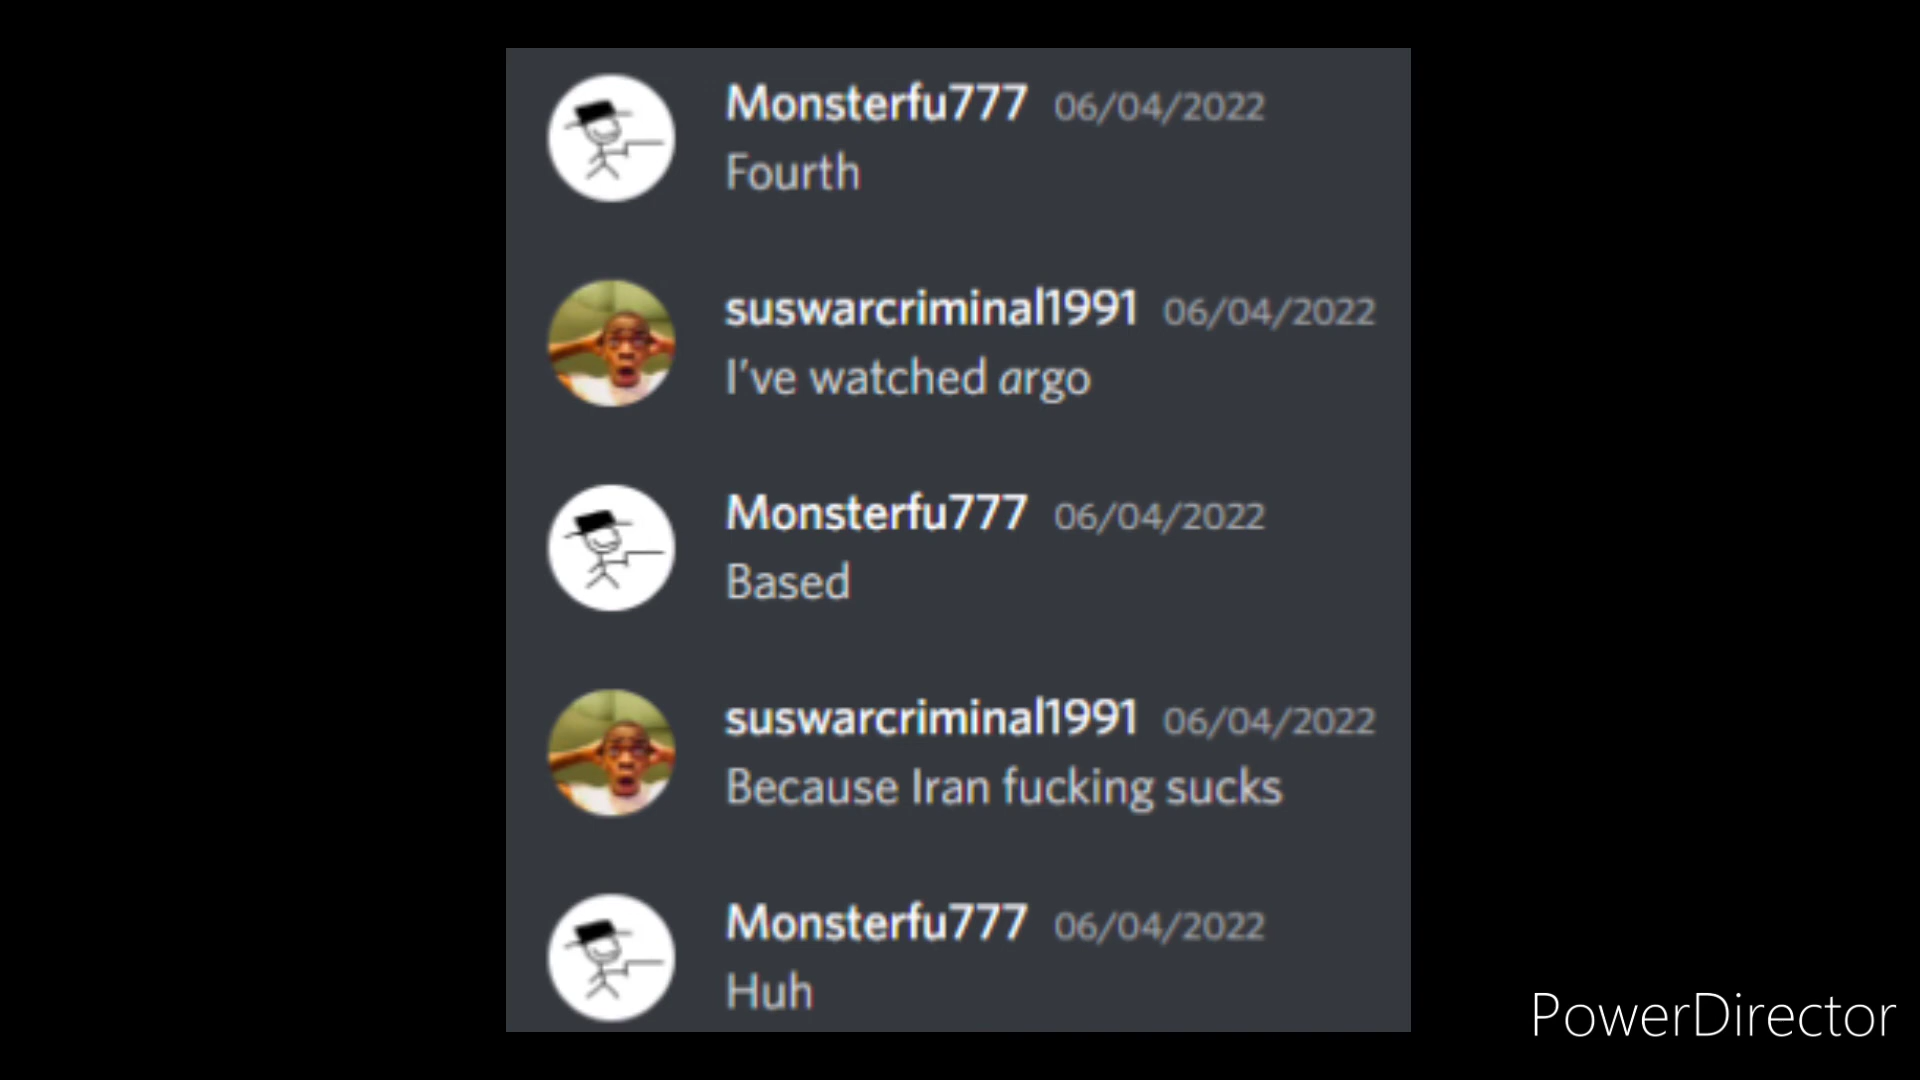 Monsterfu777 06/04/2022
Fourth
suswarcriminal1991 06/04/2022
I've watched argo
Monsterfu777 06/04/2022
Based
suswarcriminal1991 06/04/2022
Because Iran fucking sucks
Monsterfu777 06/04/2022
Huh
PowerDirector